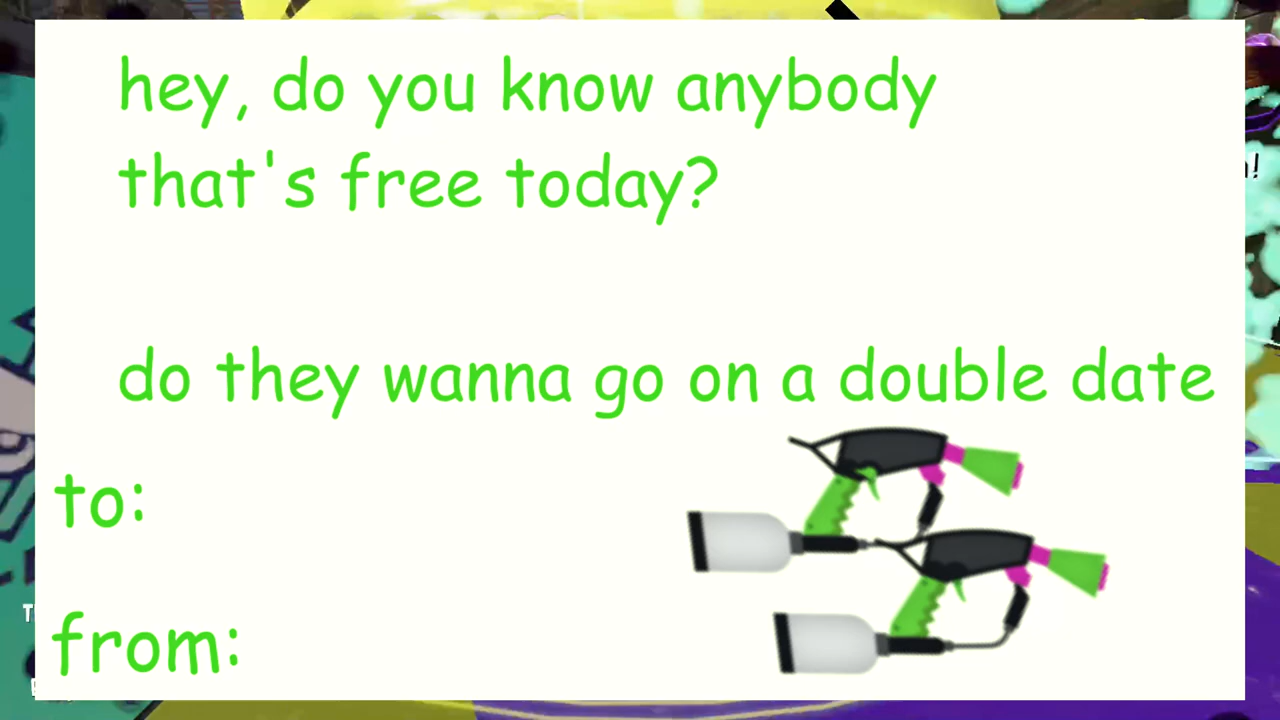 hey, do you know anybody
that's free today?
do they wanna go on a double date
to:
from: